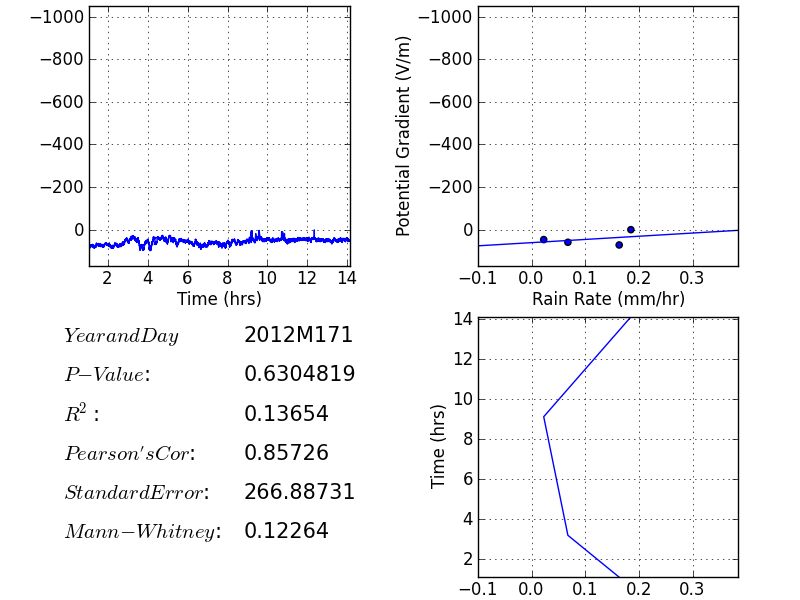 −1000
−800
−600
−400
−200
0
2 4 6 8 10 12 14
Time (hrs)
Potential Gradient (V/m)
−1000
−800
−600
−400
−200
0
−0.1 0.0 0.1 0.2 0.3
Rain Rate (mm/hr)
YearandDay 2012M171
P−Value: 0.6304819
R²: 0.13654
Pearson'sCor: 0.85726
StandardError: 266.88731
Mann−Whitney: 0.12264
Time (hrs)
14
12
10
8
6
4
2
−0.1 0.0 0.1 0.2 0.3